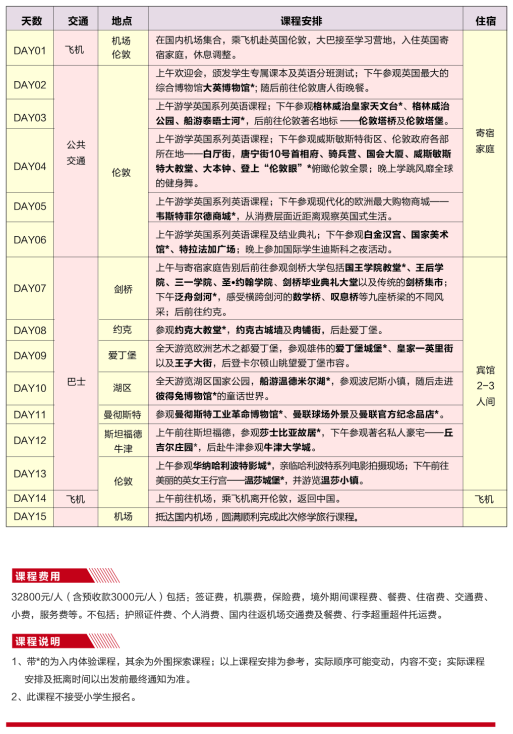 天数 交通 地点 课程安排 住宿
DAY01 飞机 机场 伦敦
在国内机场集合，乘飞机赴英国伦敦，大巴接至学习营地，入住英国寄
宿家庭，休息调整。
DAY02
上午欢迎会，颁发学生专属课本及英语分班测试；下午参观英国最大的
综合博物馆大英博物馆*; 随后前往伦敦唐人街晚餐。
DAY03
上午游学英国系列英语课程；下午参观格林威治皇家天文台*、格林威治
公园、船游泰晤士河*，后前往伦敦著名地标 ——伦敦塔桥及伦敦塔堡。
公共
交通
伦敦
寄宿
家庭
DAY04
上午游学英国系列英语课程；下午参观威斯敏斯特街区、伦敦政府各部
所在地——白厅街，唐宁街10号首相府、骑兵营、国会大厦、威斯敏斯
特大教堂、大本钟、登上“伦敦眼”*俯瞰伦敦全景；晚上学跳风靡全球
的健身舞。
DAY05
上午游学英国系列英语课程；下午参观现代化的欧洲最大购物商城——
韦斯特菲尔德商城*，从消费层面近距离观察英国式生活。
DAY06
上午游学英国系列英语课程及结业典礼；下午参观白金汉宫、国家美术
馆*、特拉法加广场；晚上参加国际学生迪斯科之夜活动。
DAY07 剑桥
上午与寄宿家庭告别后前往参观剑桥大学包括国王学院教堂*、王后学
院、三一学院、圣•约翰学院、剑桥毕业典礼大堂以及传统的剑桥集市；
下午泛舟剑河*，感受横跨剑河的数学桥、叹息桥等九座桥梁的不同风
采；后前往约克。
DAY08 约克 参观约克大教堂*，约克古城墙及肉铺街，后赴爱丁堡。
DAY09 爱丁堡
全天游览欧洲艺术之都爱丁堡，参观雄伟的爱丁堡城堡*、皇家一英里街
以及王子大街，后登卡尔顿山眺望爱丁堡市容。
巴士
宾馆
2-3
人间
DAY10 湖区
全天游览湖区国家公园，船游温德米尔湖*，参观波尼斯小镇，随后走进
彼得兔博物馆*的童话世界。
DAY11 曼彻斯特 参观曼彻斯特工业革命博物馆*、曼联球场外景及曼联官方纪念品店*。
DAY12 斯坦福德 牛津
上午前往斯坦福德，参观莎士比亚故居*，下午参观著名私人豪宅——丘
吉尔庄园*，后赴牛津参观牛津大学城。
DAY13 伦敦
上午参观华纳哈利波特影城*，亲临哈利波特系列电影拍摄现场；下午前往
美丽的英女王行宫——温莎城堡*，并游览温莎小镇。
DAY14 飞机 上午前往机场，乘飞机离开伦敦，返回中国。 飞机
DAY15 机场 抵达国内机场，圆满顺利完成此次修学旅行课程。
课程费用
32800元/人（含预收款3000元/人）包括：签证费，机票费，保险费，境外期间课程费、餐费、住宿费、交通费、
小费，服务费等。不包括：护照证件费、个人消费、国内往返机场交通费及餐费、行李超重超件托运费。
课程说明
1、带*的为入内体验课程，其余为外围探索课程；以上课程安排为参考，实际顺序可能变动，内容不变；实际课程
安排及抵离时间以出发前最终通知为准。
2、此课程不接受小学生报名。